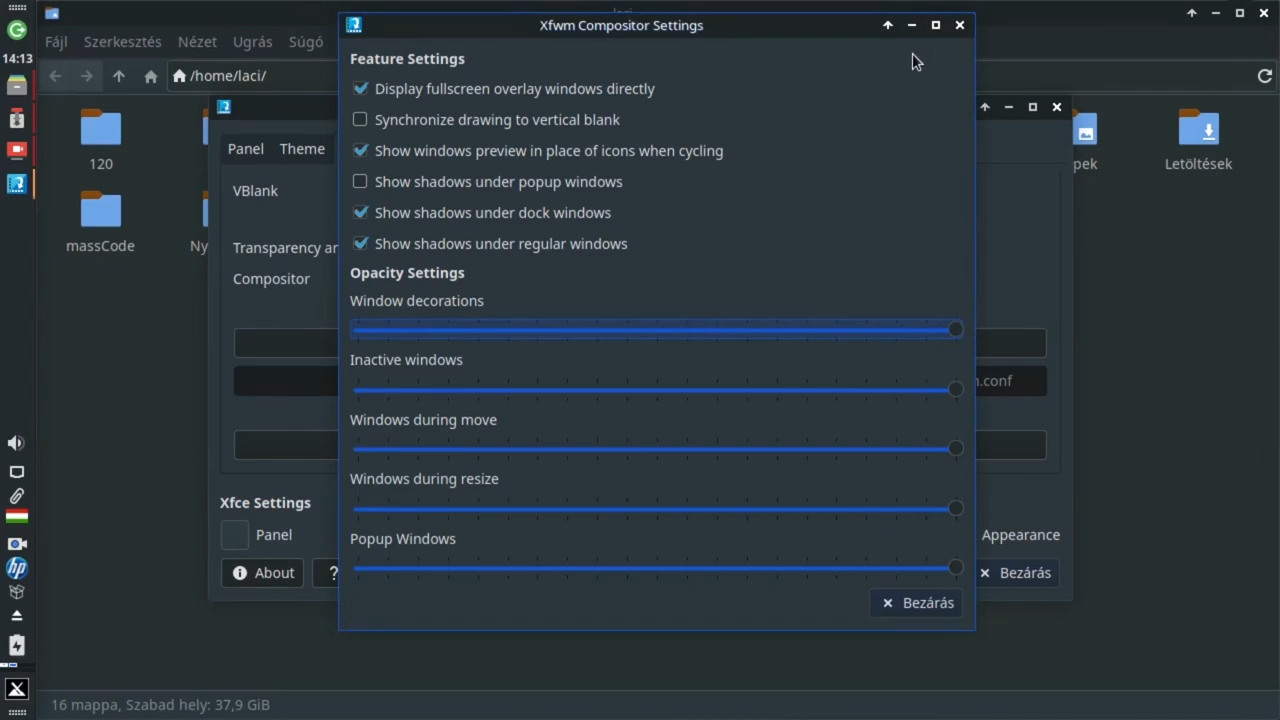 Xfwm Compositor Settings
Feature Settings
Display fullscreen overlay windows directly
Synchronize drawing to vertical blank
Show windows preview in place of icons when cycling
Show shadows under popup windows
Show shadows under dock windows
Show shadows under regular windows
Opacity Settings
Window decorations
Inactive windows
Windows during move
Windows during resize
Popup Windows
Bezárás
14:13
hp
Fájl Szerkesztés Nézet Ugrás Súgó
/home/laci/
120
massCode
Ny
pek
Letöltések
Panel Theme
VBlank
Transparency ar
Compositor
.conf
Xfce Settings
Panel
Appearance
About
?
Bezárás
16 mappa, Szabad hely: 37,9 GiB